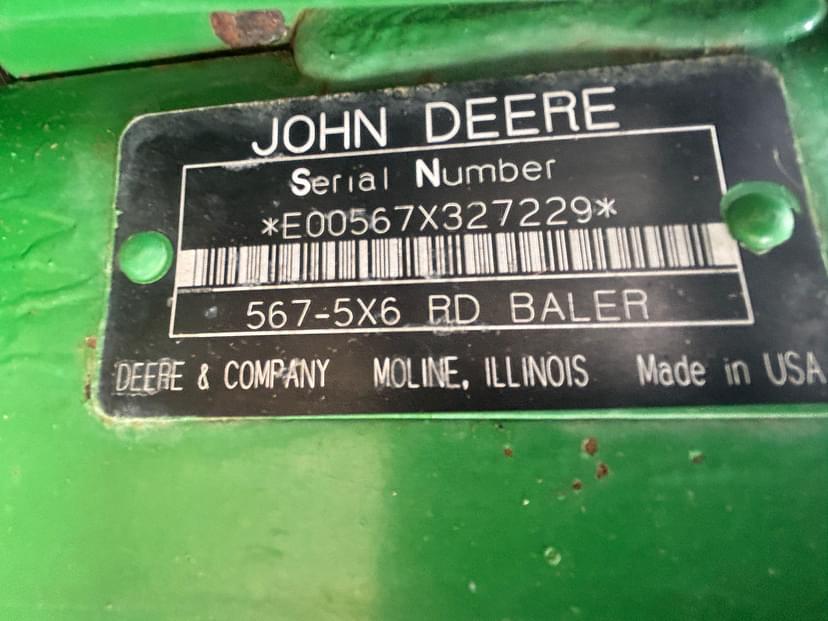 JOHN DEERE
Serial Number
*E00567X327229*
567-5X6 RD BALER
DEERE & COMPANY MOLINE, ILLINOIS Made in USA